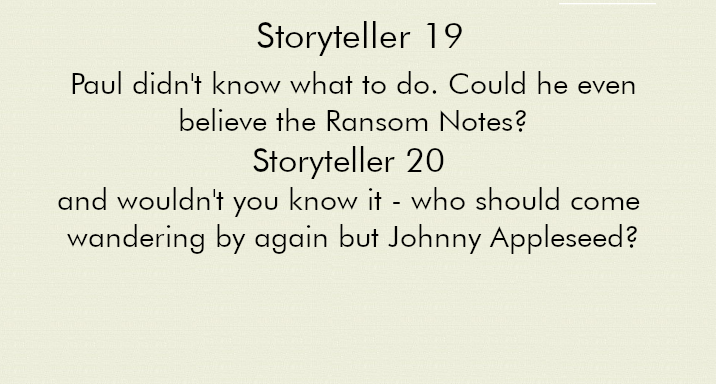 Storyteller 19
Paul didn't know what to do. Could he even
believe the Ransom Notes?
Storyteller 20
and wouldn't you know it - who should come
wandering by again but Johnny Appleseed?